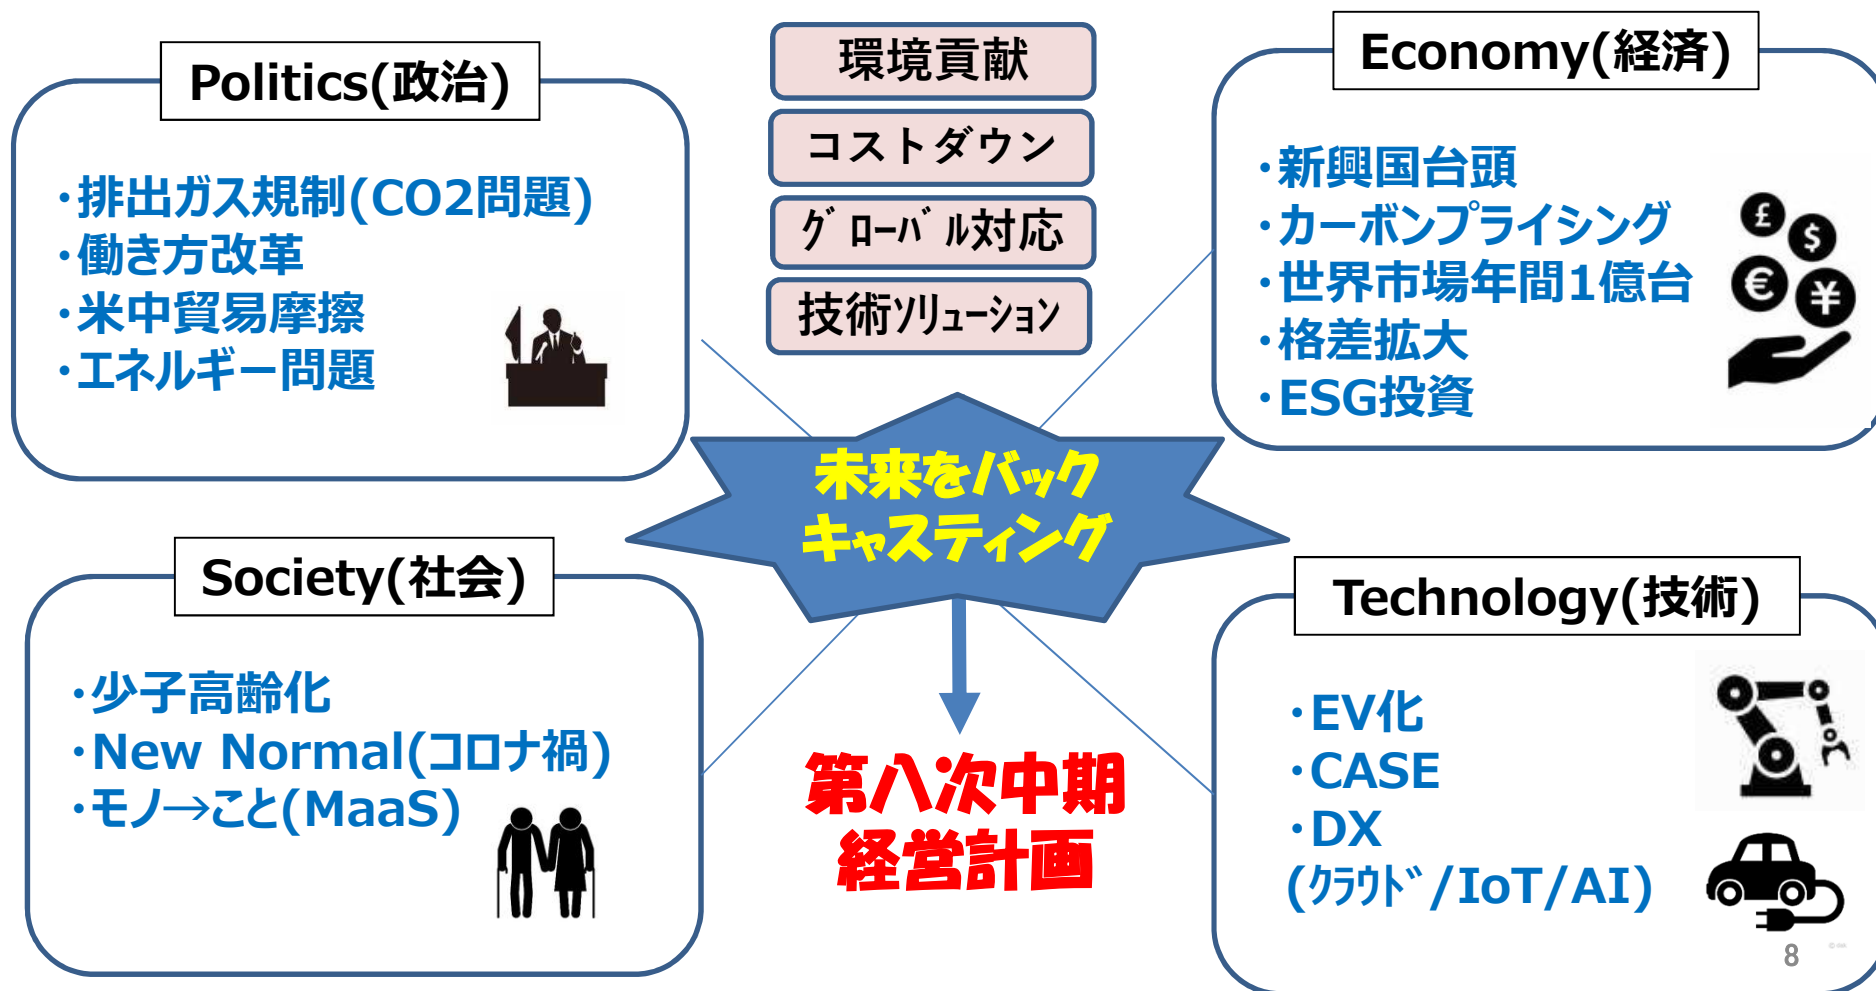 Politics(政治)
・排出ガス規制(CO2問題)
・働き方改革
・米中貿易摩擦
・エネルギー問題
環境貢献
コストダウン
グローバル対応
技術ソリューション
Economy(経済)
・新興国台頭
・カーボンプライシング
・世界市場年間1億台
・格差拡大
・ESG投資
£
$
€
¥
未来をバック
キャスティング
Society(社会)
・少子高齢化
・New Normal(コロナ禍)
・モノ→こと(MaaS)
第八次中期
経営計画
Technology(技術)
・EV化
・CASE
・DX
(クラウド/IoT/AI)
8